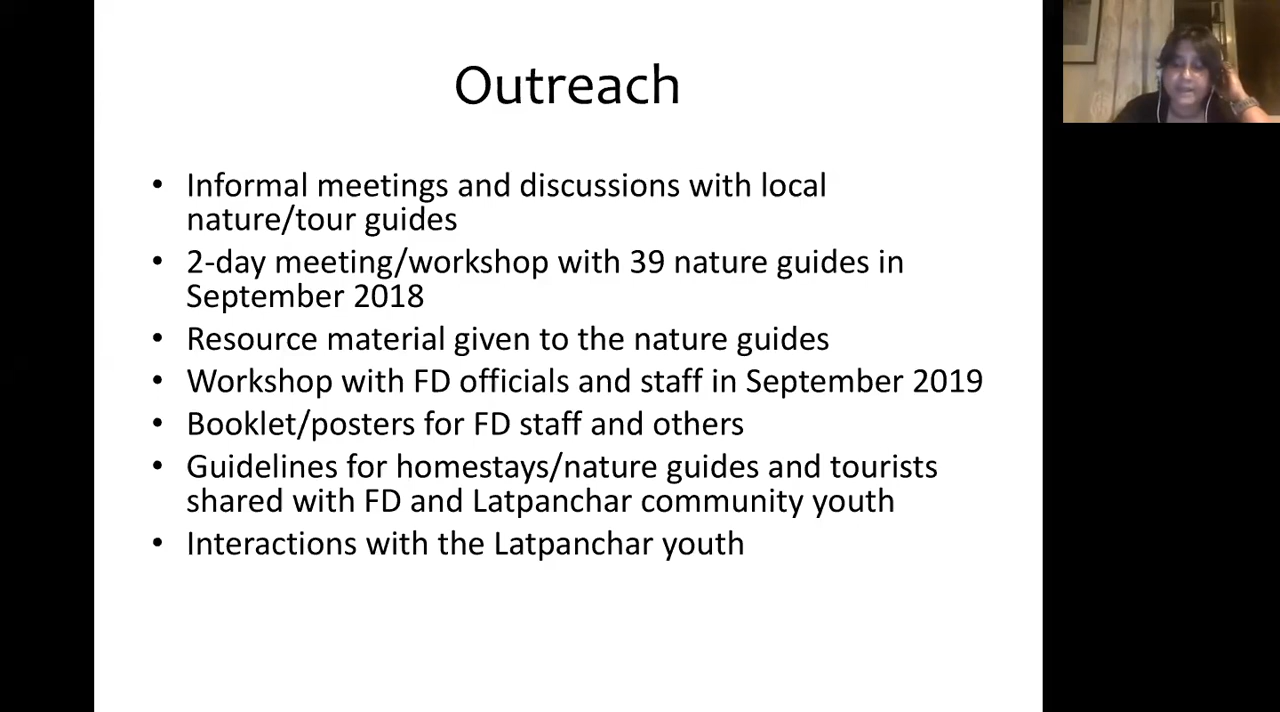 Outreach
• Informal meetings and discussions with local
nature/tour guides
• 2-day meeting/workshop with 39 nature guides in
September 2018
• Resource material given to the nature guides
• Workshop with FD officials and staff in September 2019
• Booklet/posters for FD staff and others
• Guidelines for homestays/nature guides and tourists
shared with FD and Latpanchar community youth
• Interactions with the Latpanchar youth